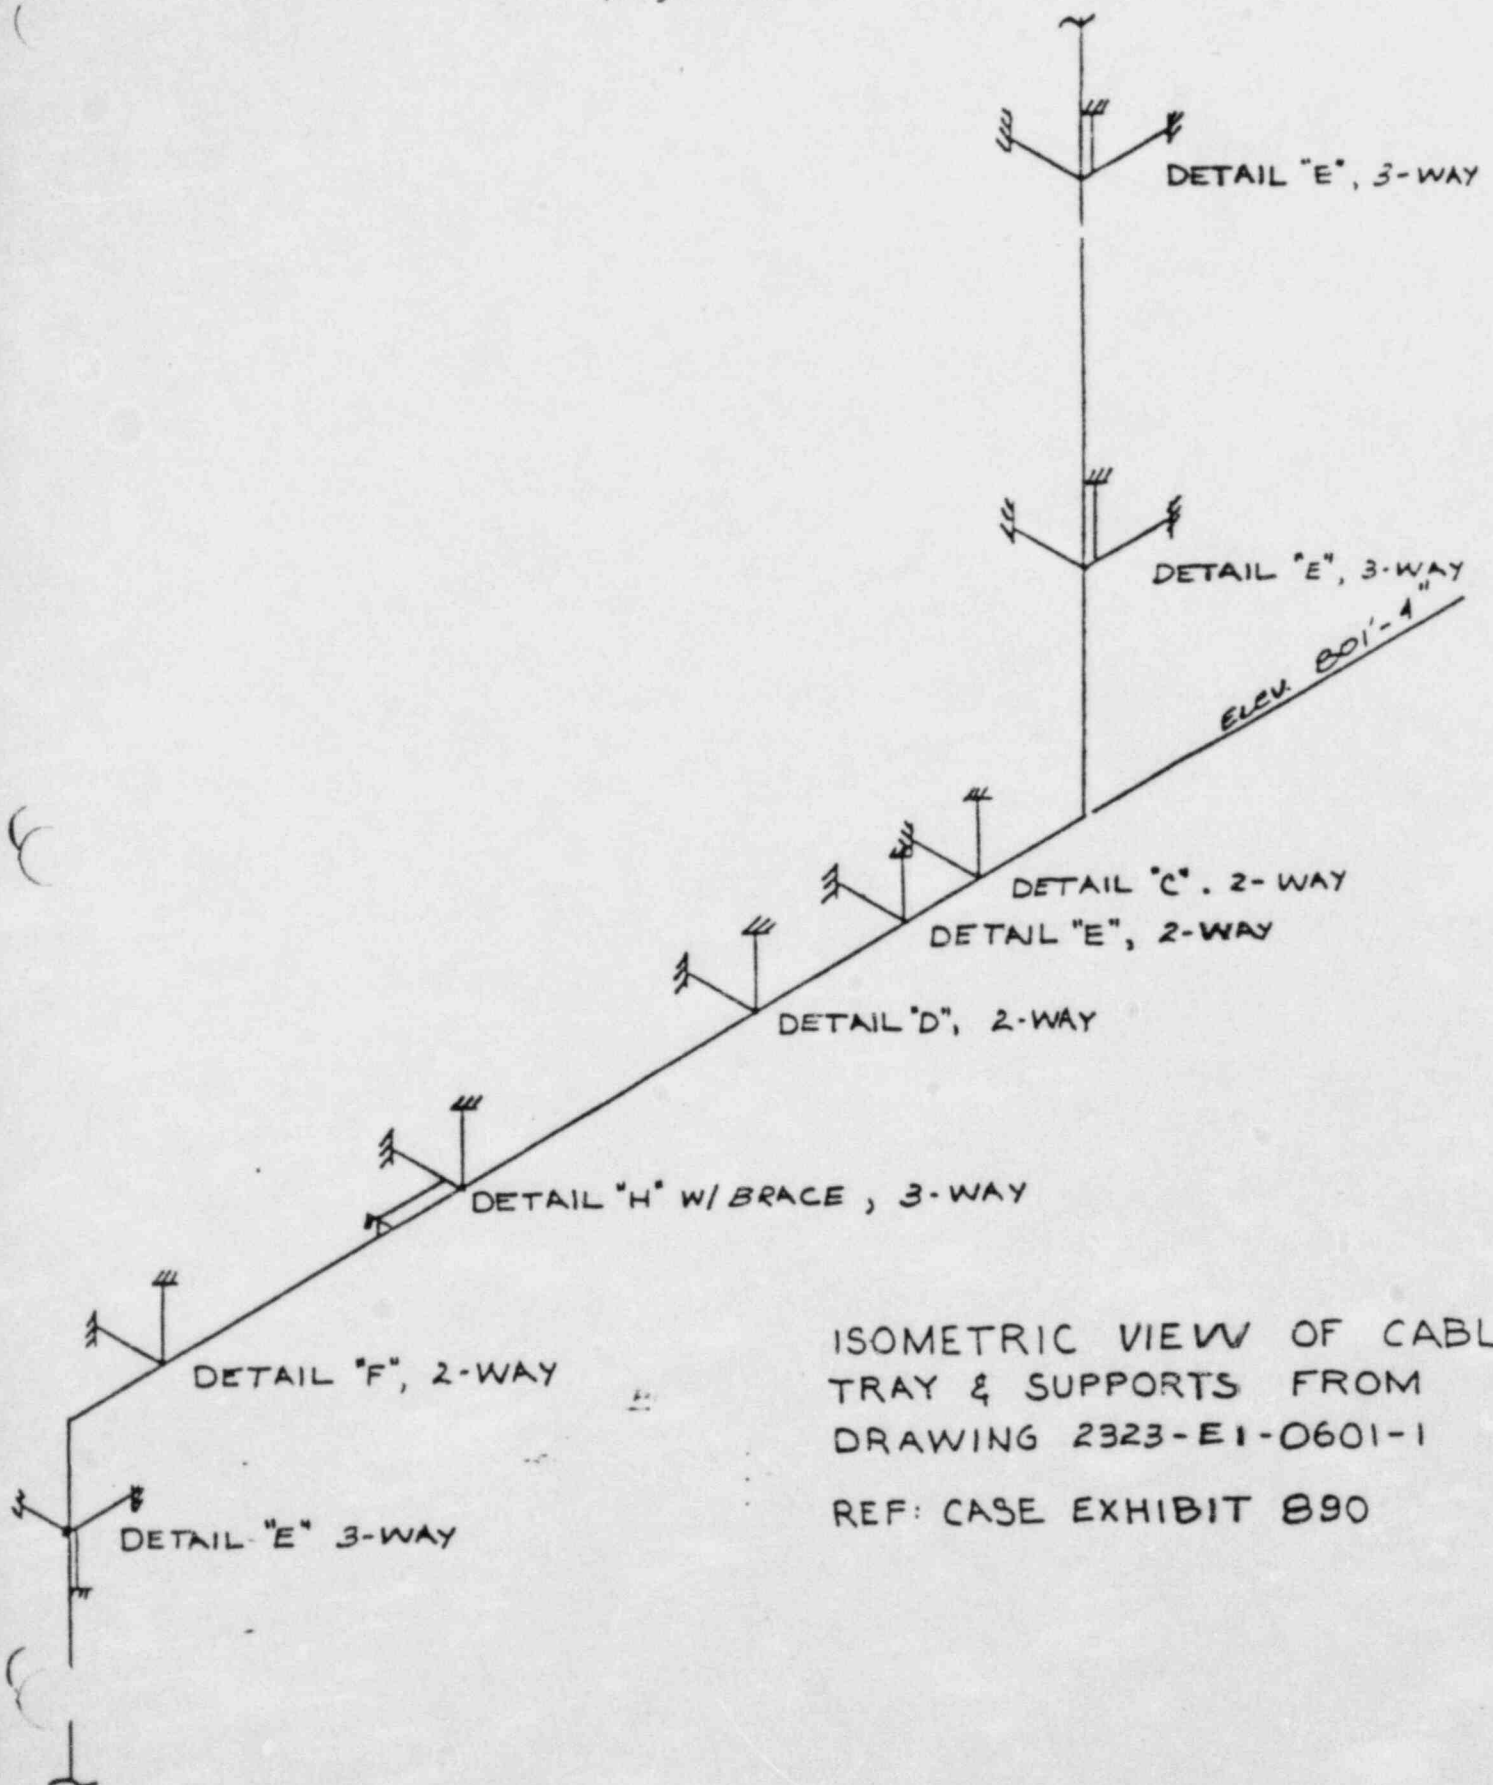 DETAIL "E", 3-WAY
DETAIL "E", 3-WAY
ELEV. 801'-4"
DETAIL "C". 2-WAY
DETAIL "E", 2-WAY
DETAIL "D", 2-WAY
DETAIL "H" W/ BRACE, 3-WAY
DETAIL "F", 2-WAY
DETAIL "E" 3-WAY
ISOMETRIC VIEW OF CABL
TRAY & SUPPORTS FROM
DRAWING 2323-E1-0601-1
REF: CASE EXHIBIT 890